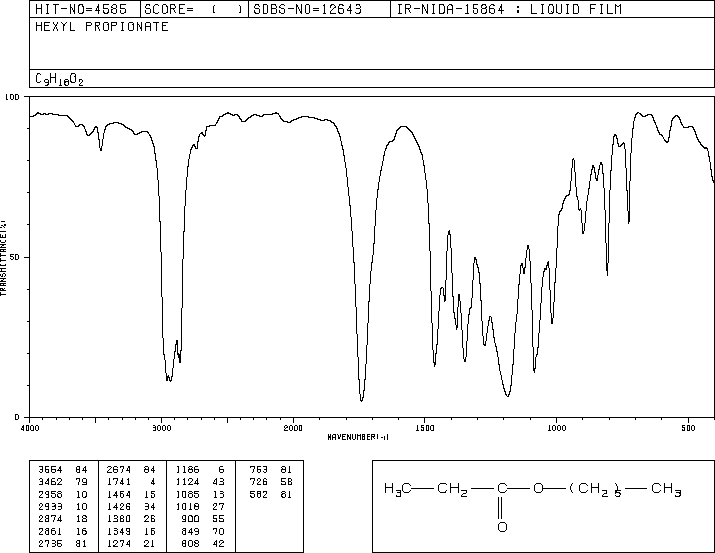 HIT-NO=4585 SCORE= ( ) SDBS-NO=12643 IR-NIDA-15864 : LIQUID FILM
HEXYL PROPIONATE
C9H18O2
100
50
0
TRANSMITTANCE(%)
4000 3000 2000 1500 1000 500
WAVENUMBER(-1)
3554 84 2674 84 1186 6 763 81
3462 79 1741 4 1124 43 726 58
2958 10 1464 15 1085 13 582 81
2933 10 1426 34 1018 27
2874 18 1380 26 900 55
2861 16 1349 16 849 70
2735 81 1274 21 808 42
H3C CH2 C O (CH2)5 CH3
O